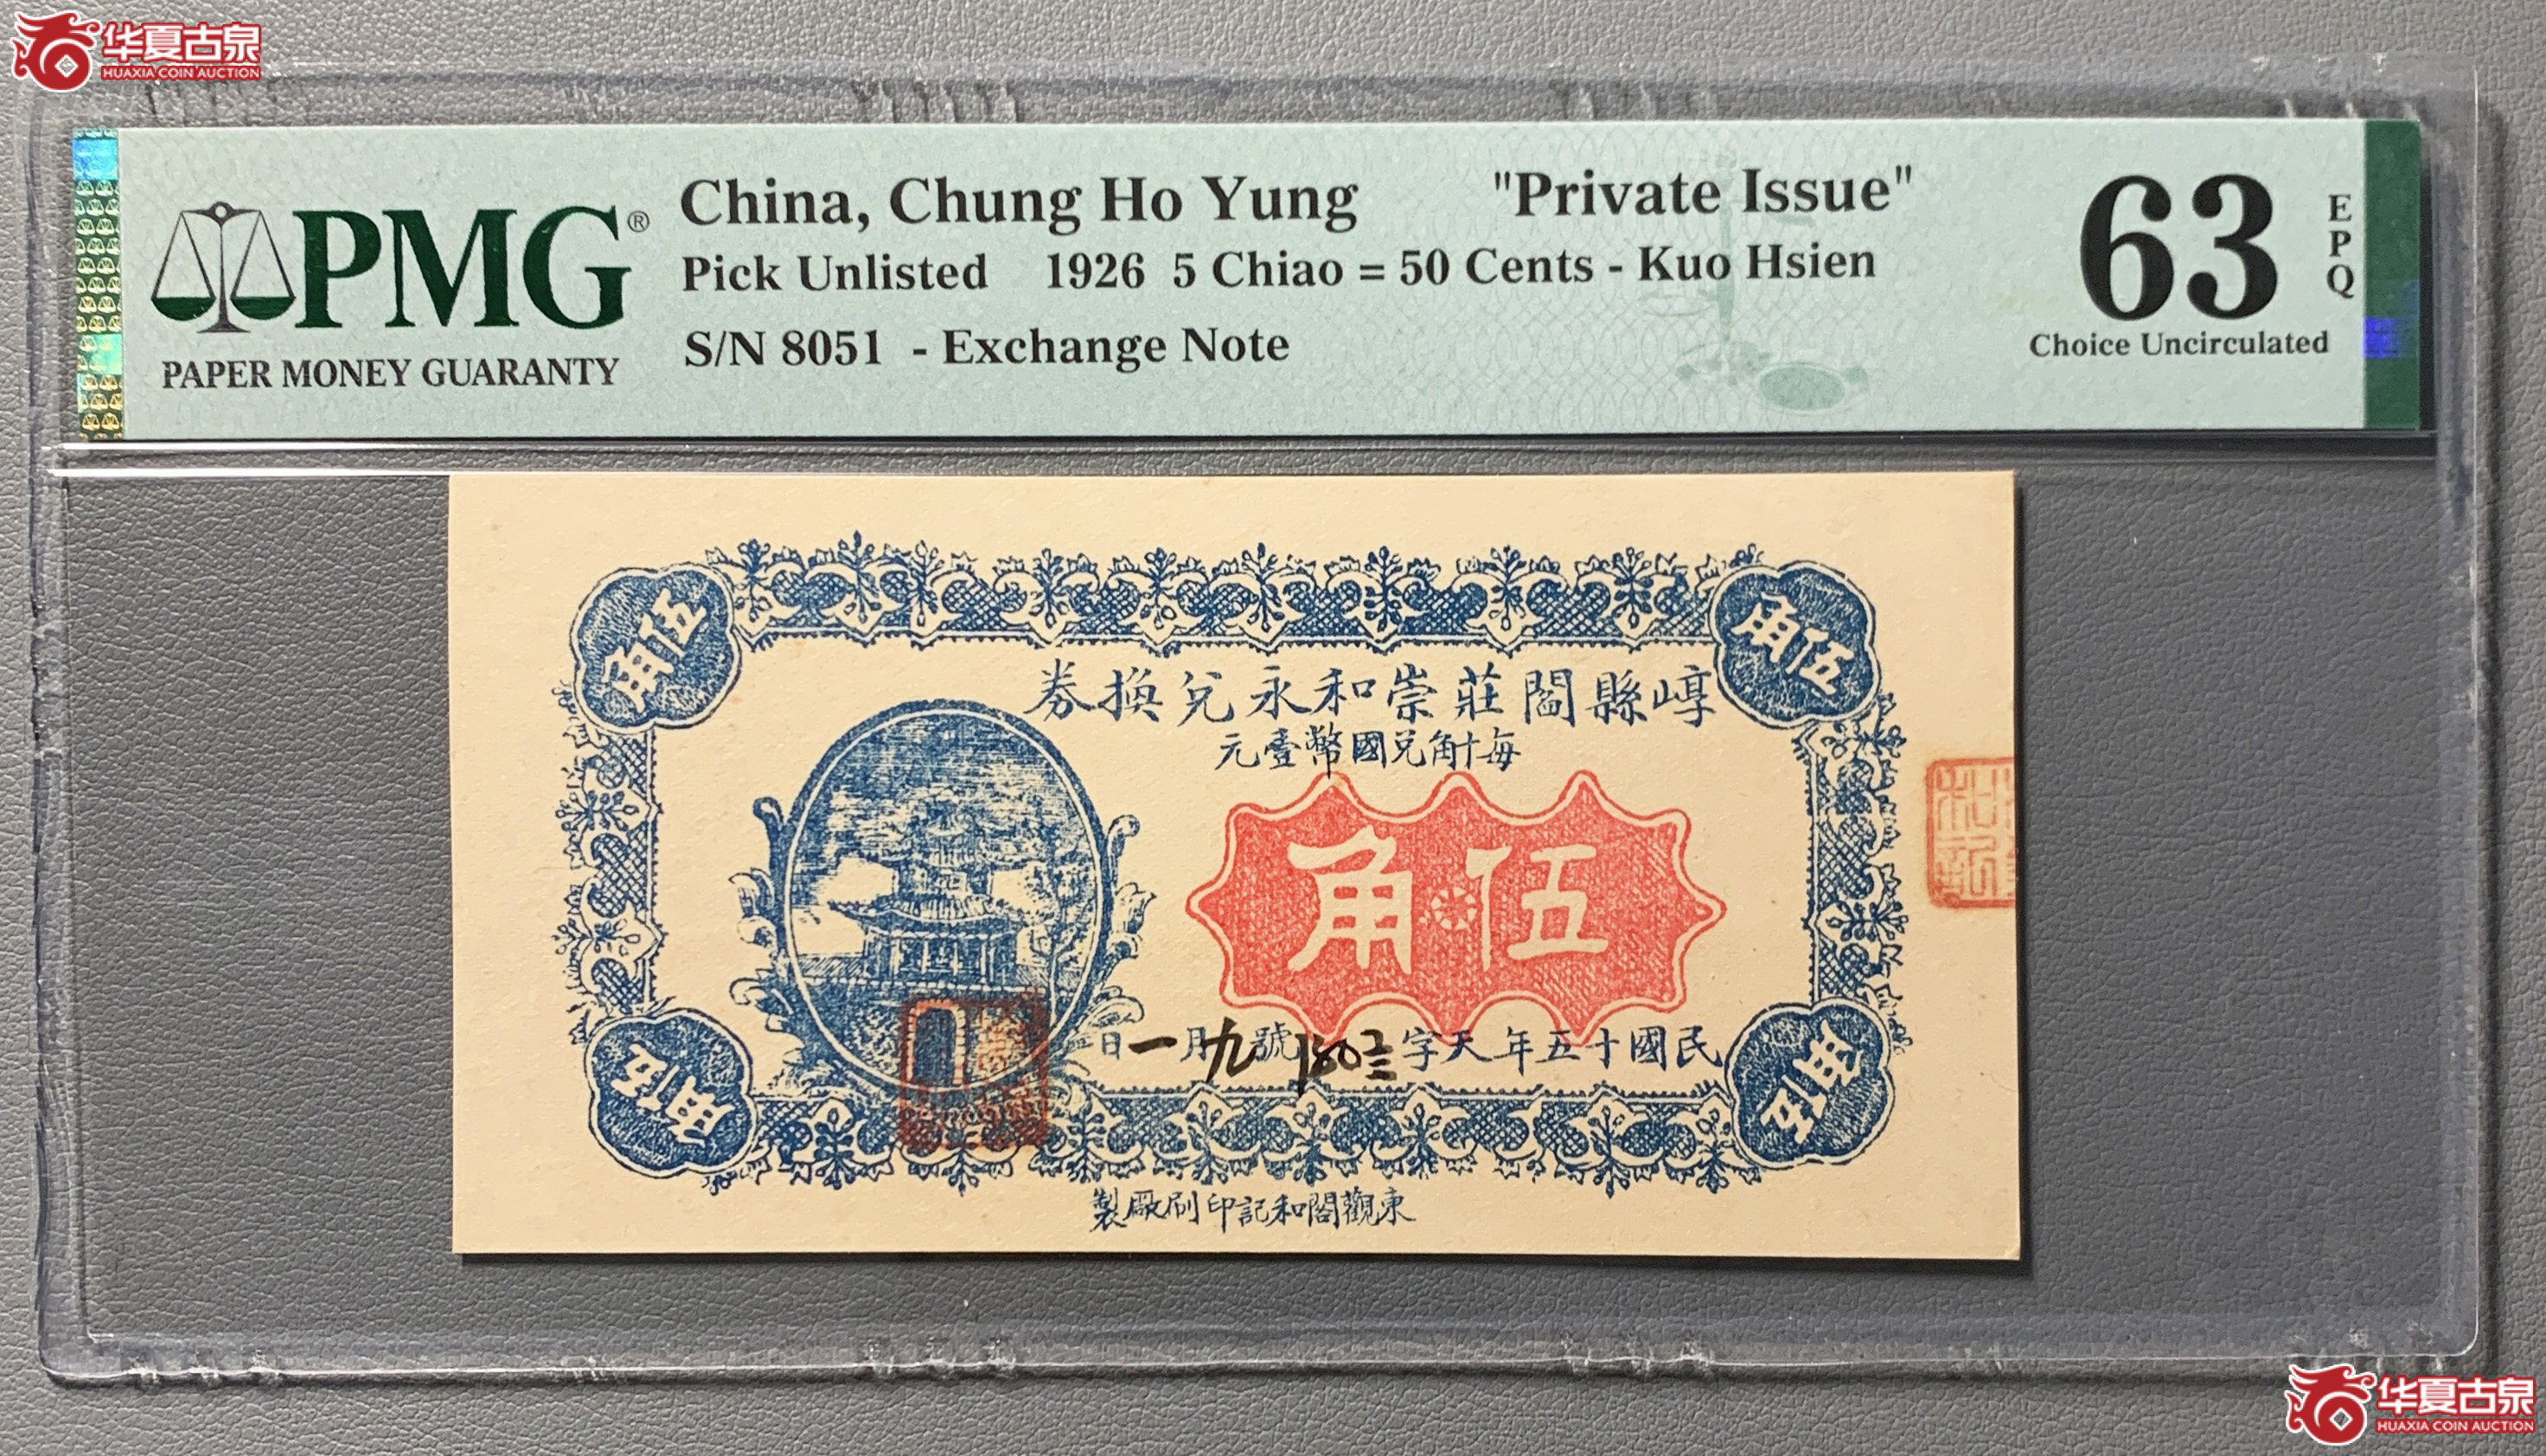 华夏古泉
HUAXIA COIN AUCTION
PMG®
PAPER MONEY GUARANTY
China, Chung Ho Yung "Private Issue"
Pick Unlisted 1926 5 Chiao = 50 Cents - Kuo Hsien
S/N 8051 - Exchange Note
63 EPQ
Choice Uncirculated
伍角
伍角
崞縣閻莊崇和永兌換券
每十角兌國幣壹元
伍角
民國十五年天字 號九月一日
伍角
伍角
東觀閣和記印刷廠製
华夏古泉
HUAXIA COIN AUCTION